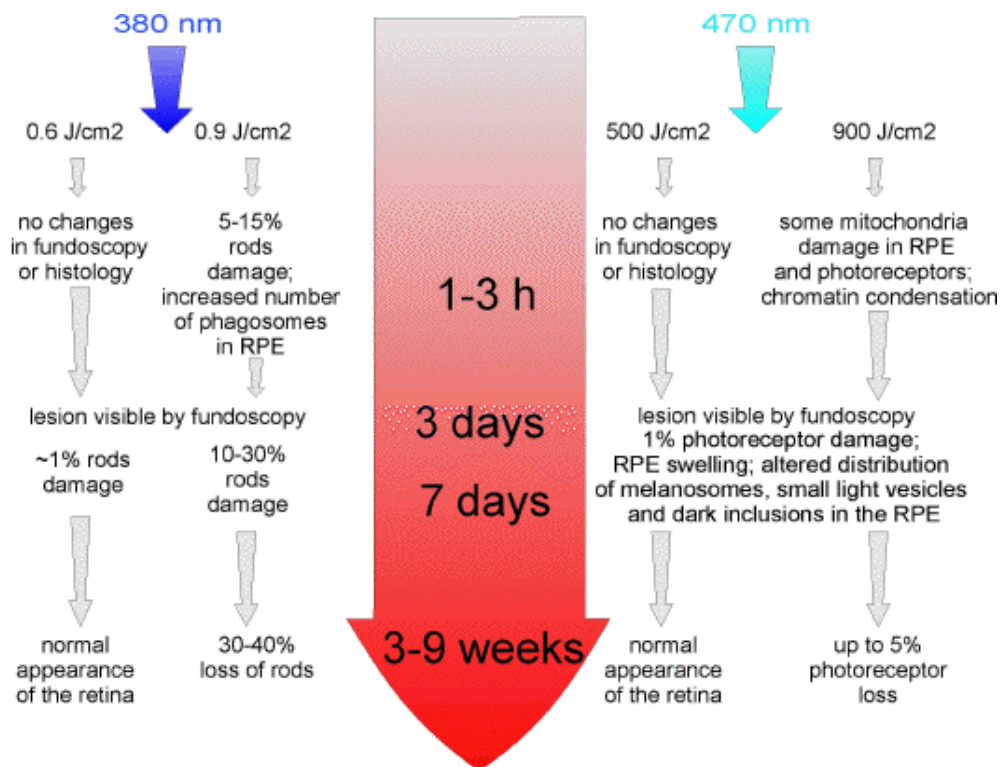 380 nm
470 nm
0.6 J/cm2
0.9 J/cm2
500 J/cm2
900 J/cm2
no changes
in fundoscopy
or histology
5-15%
rods
damage;
increased number
of phagosomes
in RPE
1-3 h
no changes
in fundoscopy
or histology
some mitochondria
damage in RPE
and photoreceptors;
chromatin condensation
lesion visible by fundoscopy
~1% rods
damage
10-30%
rods
damage
3 days
7 days
lesion visible by fundoscopy
1% photoreceptor damage;
RPE swelling; altered distribution
of melanosomes, small light vesicles
and dark inclusions in the RPE
normal
appearance
of the retina
30-40%
loss of rods
3-9 weeks
normal
appearance
of the retina
up to 5%
photoreceptor
loss